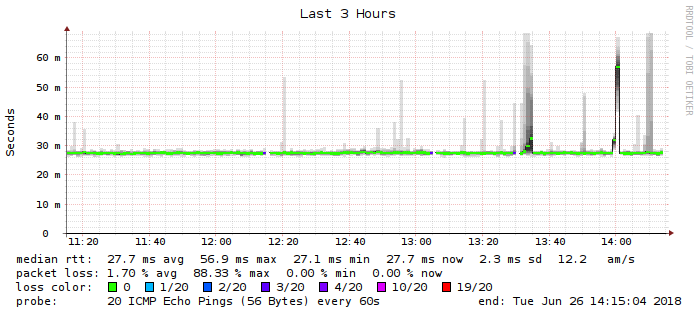 Last 3 Hours
RRDTOOL / TOBI OETIKER
Seconds
60 m
50 m
40 m
30 m
20 m
10 m
0
11:20 11:40 12:00 12:20 12:40 13:00 13:20 13:40 14:00
median rtt: 27.7 ms avg 56.9 ms max 27.1 ms min 27.7 ms now 2.3 ms sd 12.2 am/s
packet loss: 1.70 % avg 88.33 % max 0.00 % min 0.00 % now
loss color: 0 1/20 2/20 3/20 4/20 10/20 19/20
probe: 20 ICMP Echo Pings (56 Bytes) every 60s end: Tue Jun 26 14:15:04 2018